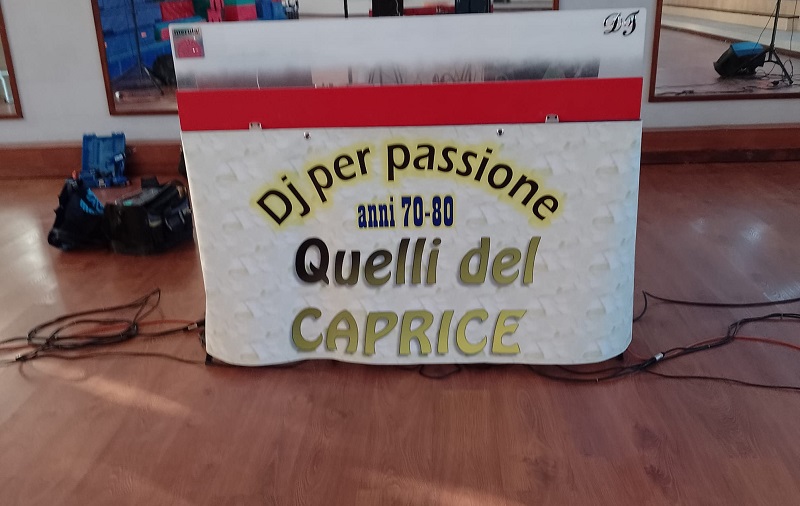 DJ
Dj per passione
anni 70-80
Quelli del
CAPRICE